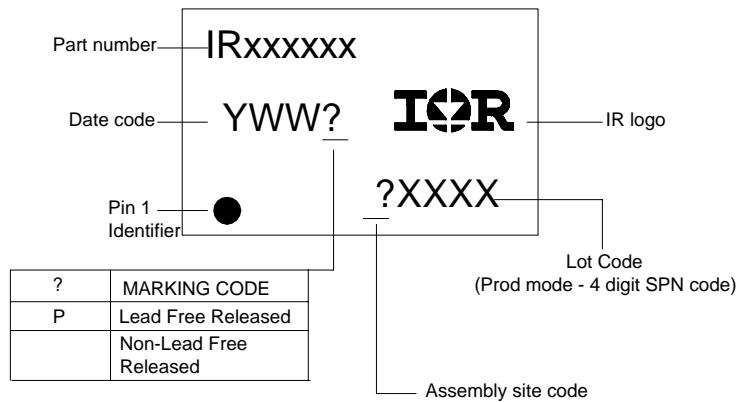 Part number
IRxxxxxx
Date code
YWW?
IOR
IR logo
Pin 1
Identifier
?XXXX
Lot Code
(Prod mode - 4 digit SPN code)
? MARKING CODE
P Lead Free Released
Non-Lead Free
Released
Assembly site code